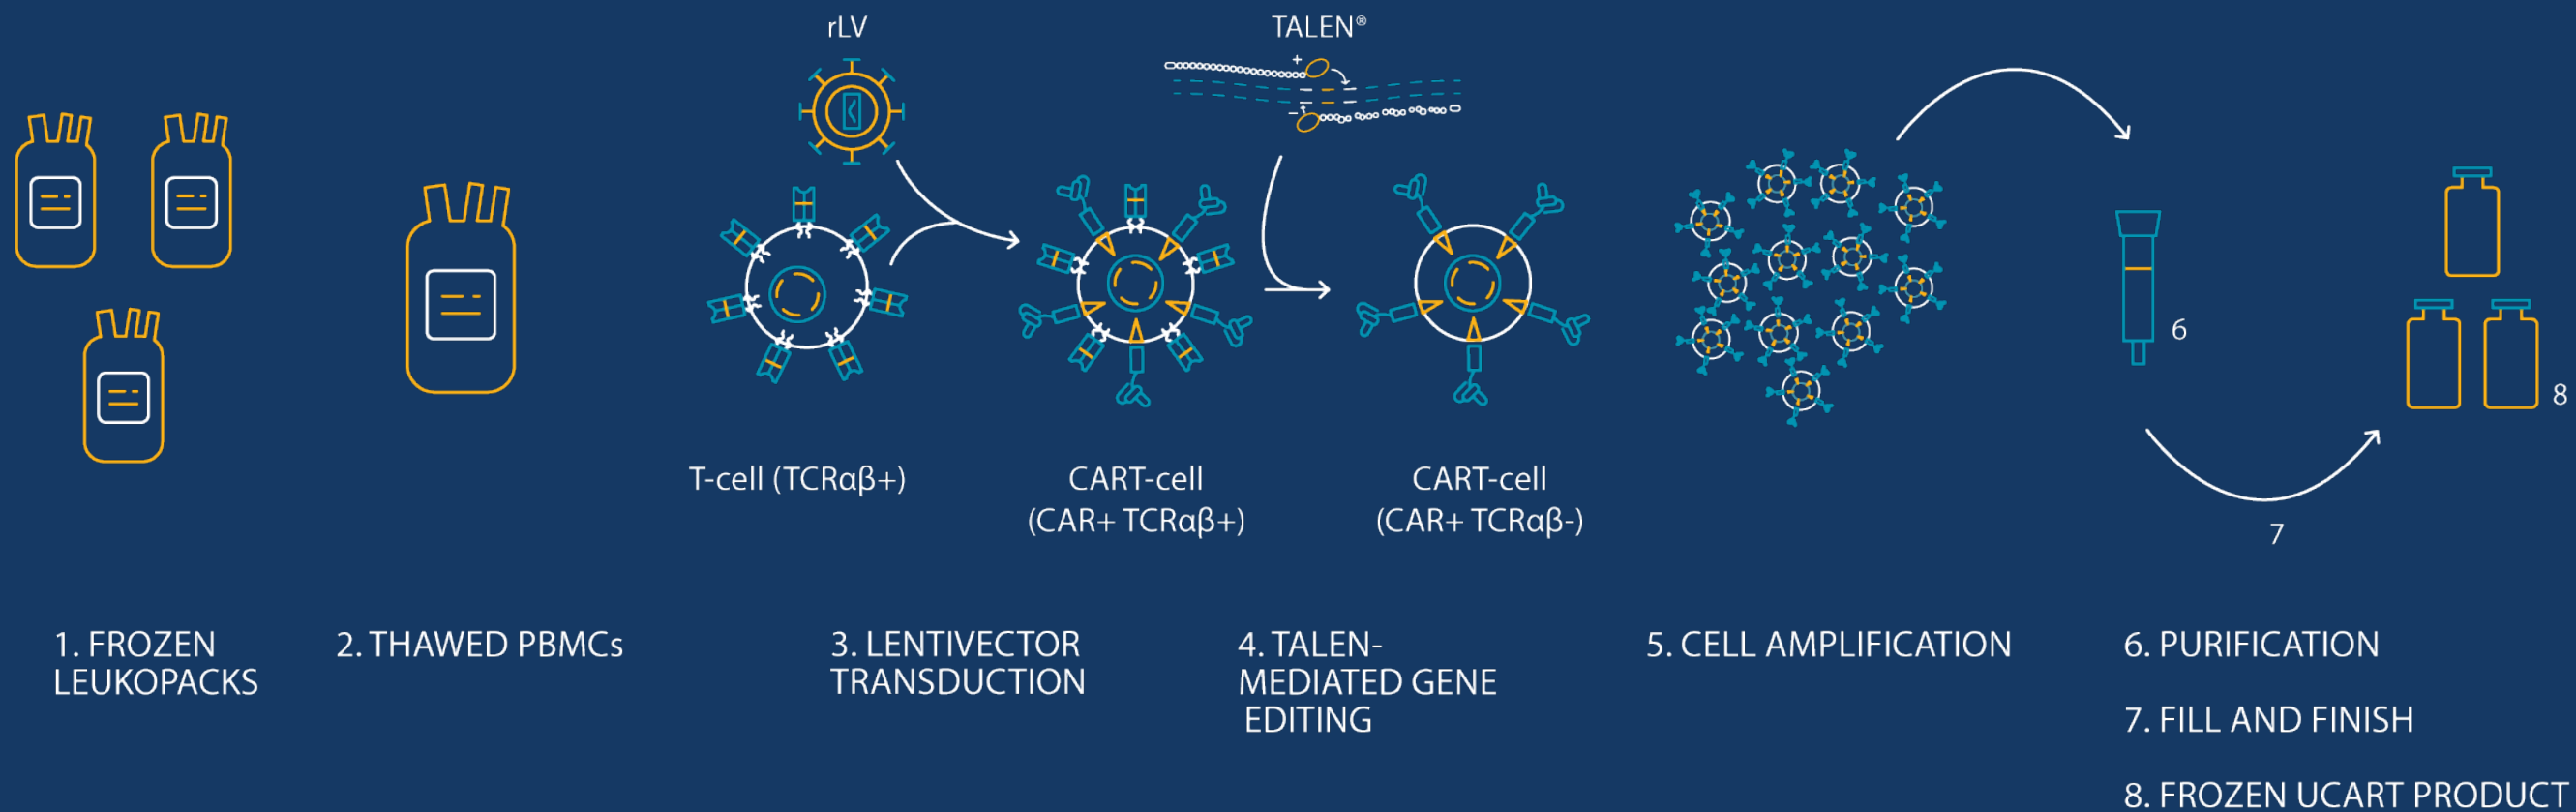 rLV
TALEN®
+
−
6
8
T-cell (TCRαβ+)
CART-cell
(CAR+ TCRαβ+)
CART-cell
(CAR+ TCRαβ-)
7
1. FROZEN
LEUKOPACKS
2. THAWED PBMCs
3. LENTIVECTOR
TRANSDUCTION
4. TALEN-
MEDIATED GENE
EDITING
5. CELL AMPLIFICATION
6. PURIFICATION
7. FILL AND FINISH
8. FROZEN UCART PRODUCT